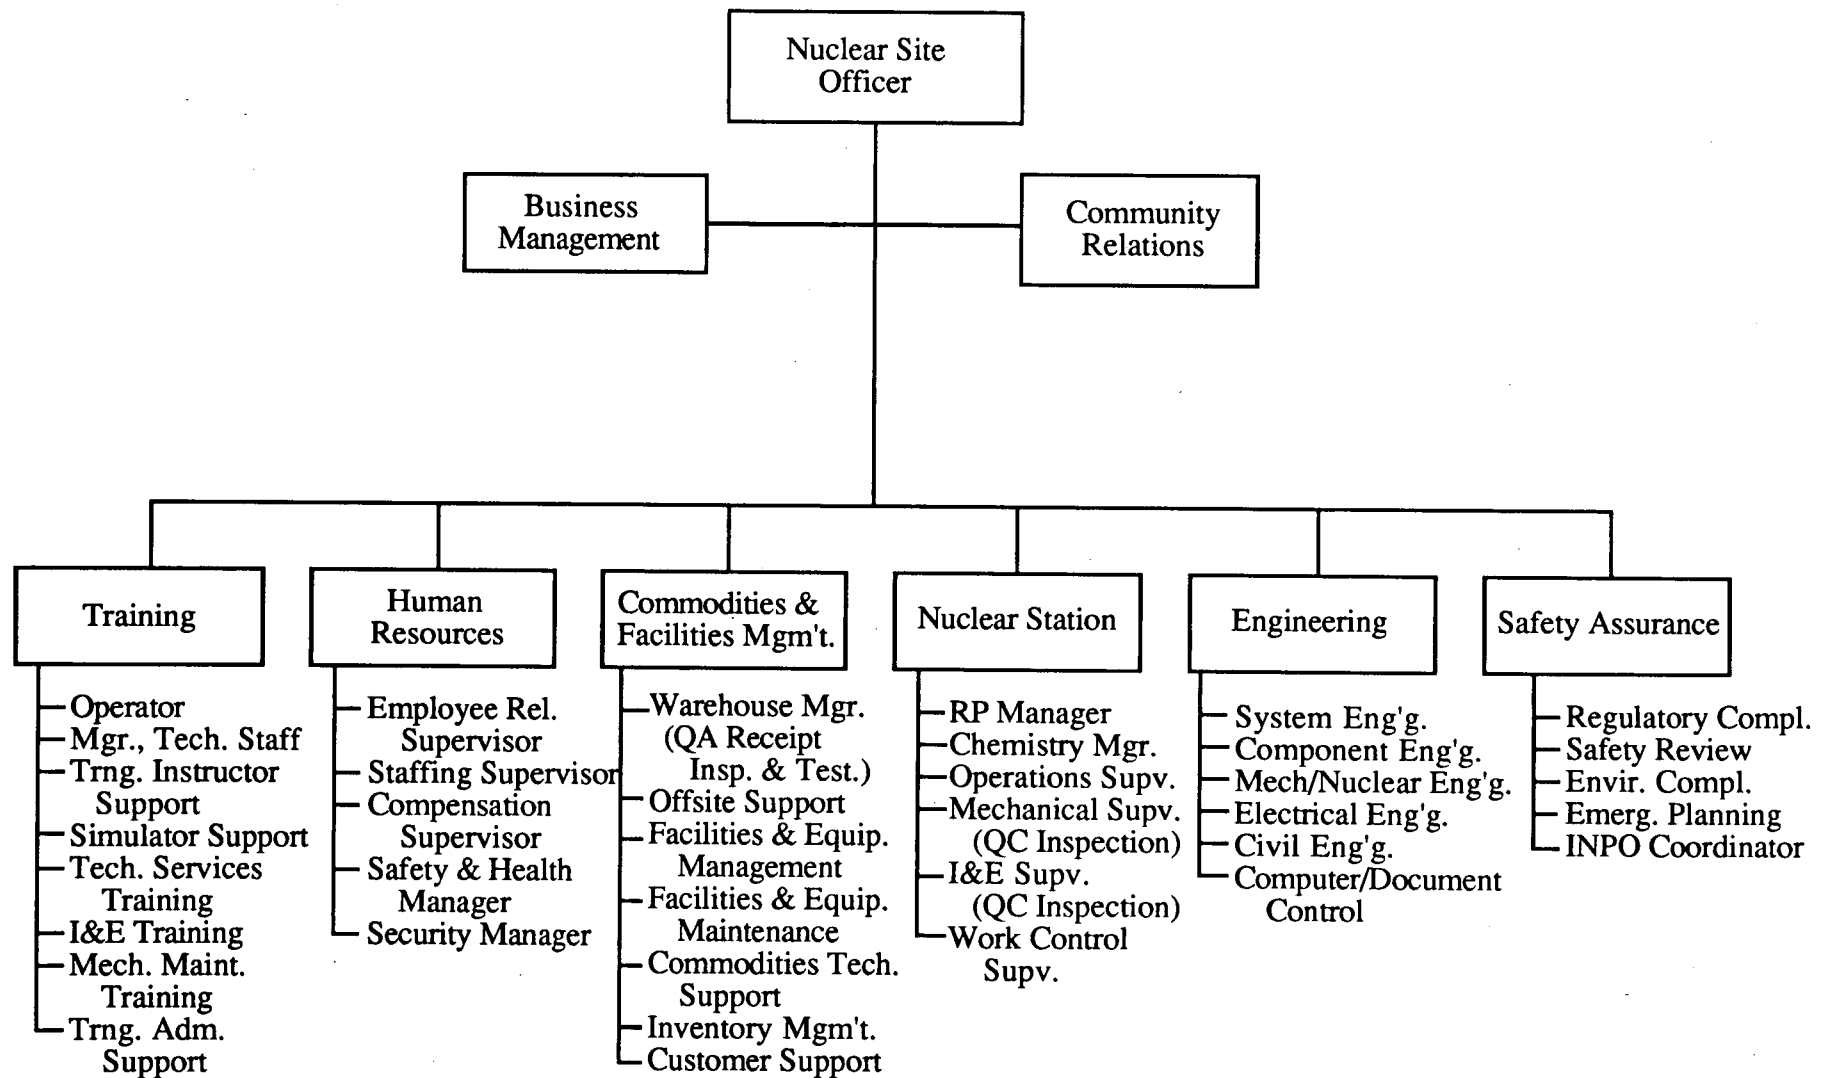 Nuclear Site
Officer
Business
Management
Community
Relations
Training
Operator
Mgr., Tech. Staff
Trng. Instructor
Support
Simulator Support
Tech. Services
Training
I&E Training
Mech. Maint.
Training
Trng. Adm.
Support
Human
Resources
Employee Rel.
Supervisor
Staffing Supervisor
Compensation
Supervisor
Safety & Health
Manager
Security Manager
Commodities &
Facilities Mgm't.
Warehouse Mgr.
(QA Receipt
Insp. & Test.)
Offsite Support
Facilities & Equip.
Management
Facilities & Equip.
Maintenance
Commodities Tech.
Support
Inventory Mgm't.
Customer Support
Nuclear Station
RP Manager
Chemistry Mgr.
Operations Supv.
Mechanical Supv.
(QC Inspection)
I&E Supv.
(QC Inspection)
Work Control
Supv.
Engineering
System Eng'g.
Component Eng'g.
Mech/Nuclear Eng'g.
Electrical Eng'g.
Civil Eng'g.
Computer/Document
Control
Safety Assurance
Regulatory Compl.
Safety Review
Envir. Compl.
Emerg. Planning
INPO Coordinator